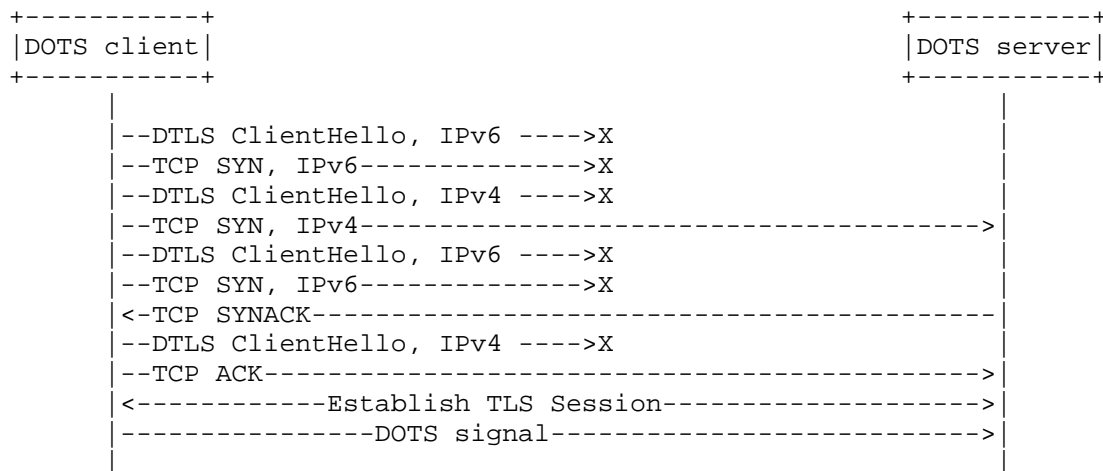 +-----------+                                            +-----------+
|DOTS client|                                            |DOTS server|
+-----------+                                            +-----------+
      |                                                        |
      |--DTLS ClientHello, IPv6 ---->X                         |
      |--TCP SYN, IPv6-------------->X                         |
      |--DTLS ClientHello, IPv4 ---->X                         |
      |--TCP SYN, IPv4--------------------------------------->|
      |--DTLS ClientHello, IPv6 ---->X                         |
      |--TCP SYN, IPv6-------------->X                         |
      |<-TCP SYNACK-------------------------------------------|
      |--DTLS ClientHello, IPv4 ---->X                         |
      |--TCP ACK--------------------------------------------->|
      |<------------Establish TLS Session-------------------->|
      |----------------DOTS signal--------------------------->|
      |                                                        |